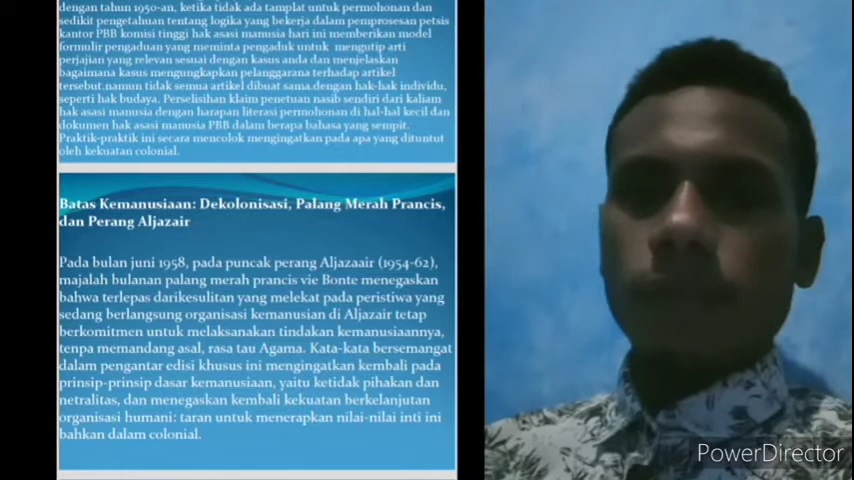 dengan tahun 1950-an, ketika tidak ada tamplat untuk permohonan dan
sedikit pengetahuan tentang logika yang bekerja dalam pemprosesan petsis
kantor PBB komisi tinggi hak asasi manusia hari ini memberikan model
formulir pengaduan yang meminta pengaduk untuk mengutip arti
perjajian yang relevan sesuai dengan kasus anda dan menjelaskan
bagaimana kasus mengungkapkan pelanggarana terhadap artikel
tersebut.namun tidak semua artikel dibuat sama.dengan hak-hak individu,
seperti hak budaya. Perselisihan klaim penetuan nasib sendiri dari kaliam
hak asasi manusia dengan harapan literasi permohonan di hal-hal kecil dan
dokumen hak asasi manusia PBB dalam berapa bahasa yang sempit.
Praktik-praktik ini secara mencolok mengingatkan pada apa yang dituntut
oleh kekuatan colonial.
Batas Kemanusiaan: Dekolonisasi, Palang Merah Prancis,
dan Perang Aljazair
Pada bulan juni 1958, pada puncak perang Aljazaair (1954-62),
majalah bulanan palang merah prancis vie Bonte menegaskan
bahwa terlepas darikesulitan yang melekat pada peristiwa yang
sedang berlangsung organisasi kemanusian di Aljazair tetap
berkomitmen untuk melaksanakan tindakan kemanusiaannya,
tenpa memandang asal, rasa tau Agama. Kata-kata bersemangat
dalam pengantar edisi khusus ini mengingatkan kembali pada
prinsip-prinsip dasar kemanusiaan, yaitu ketidak pihakan dan
netralitas, dan menegaskan kembali kekuatan berkelanjutan
organisasi humani: taran untuk menerapkan nilai-nilai inti ini
bahkan dalam colonial.
PowerDirector